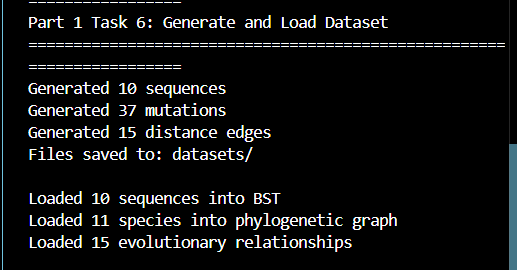 =================
Part 1 Task 6: Generate and Load Dataset
=====================================================
=================
Generated 10 sequences
Generated 37 mutations
Generated 15 distance edges
Files saved to: datasets/
Loaded 10 sequences into BST
Loaded 11 species into phylogenetic graph
Loaded 15 evolutionary relationships